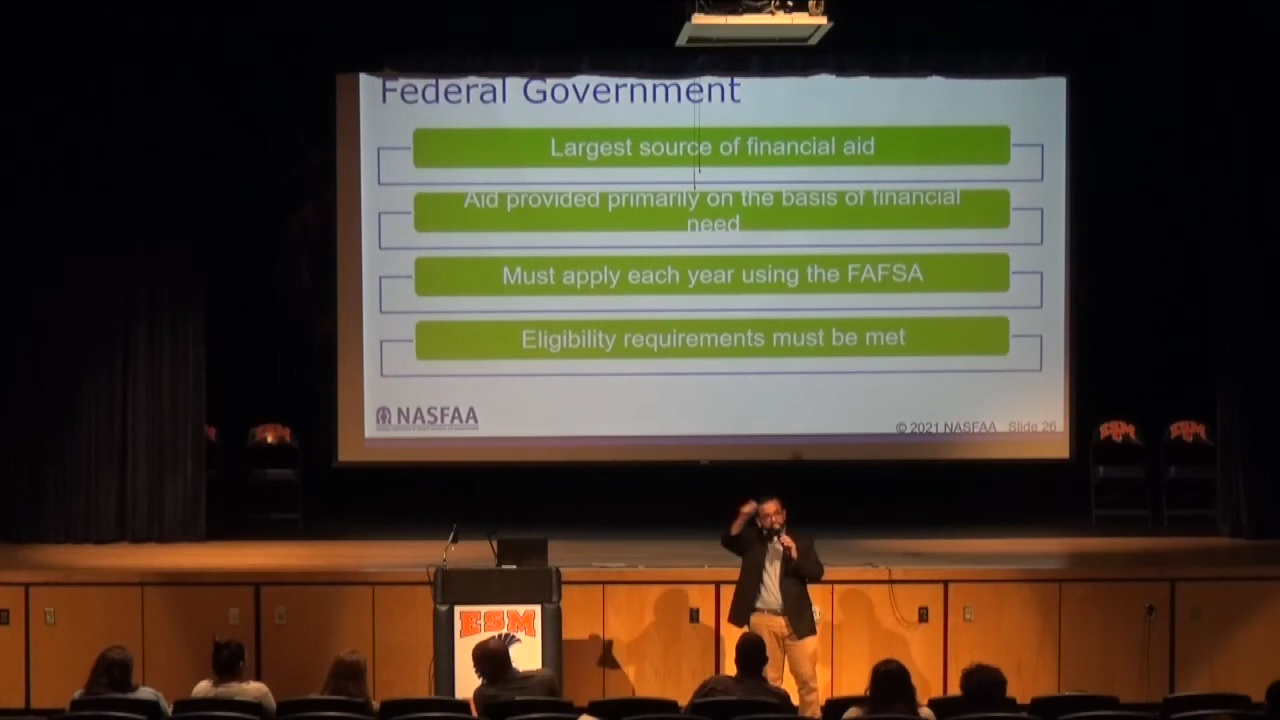 Federal Government
Largest source of financial aid
Aid provided primarily on the basis of financial
need
Must apply each year using the FAFSA
Eligibility requirements must be met
NASFAA
© 2021 NASFAA Slide 26
ESM
ESM
ESM